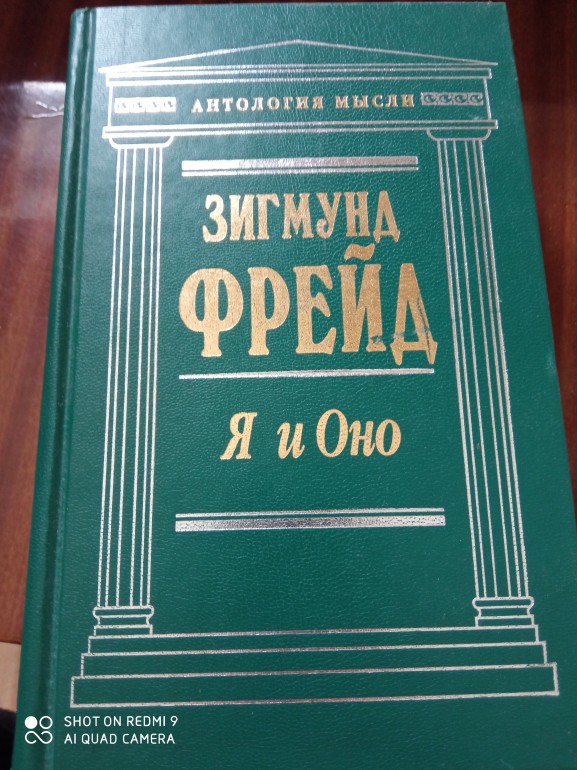 АНТОЛОГИЯ МЫСЛИ
ЗИГМУНД
ФРЕЙД
Я и Оно
SHOT ON REDMI 9
AI QUAD CAMERA